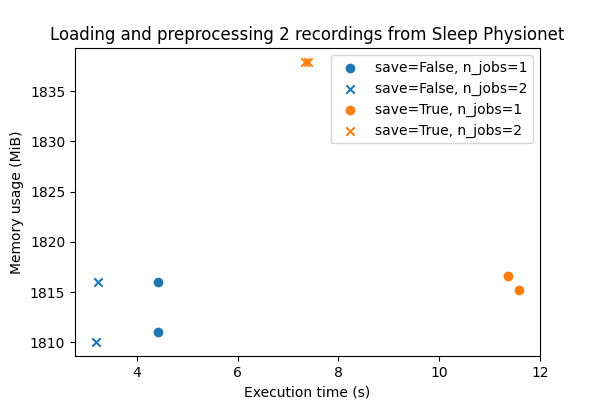 Loading and preprocessing 2 recordings from Sleep Physionet
save=False, n_jobs=1
save=False, n_jobs=2
save=True, n_jobs=1
save=True, n_jobs=2
Memory usage (MiB)
1835
1830
1825
1820
1815
1810
4 6 8 10 12
Execution time (s)